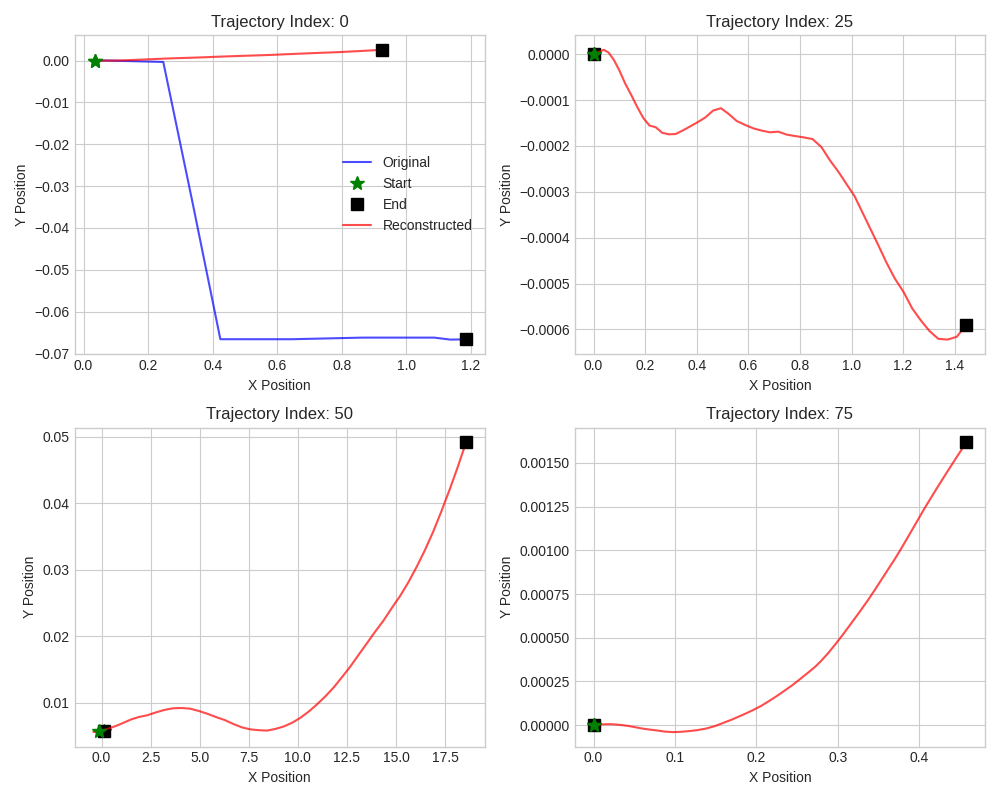 Trajectory Index: 0
0.00
−0.01
−0.02
−0.03
−0.04
−0.05
−0.06
−0.07
Y Position
Original
Start
End
Reconstructed
0.0 0.2 0.4 0.6 0.8 1.0 1.2
X Position
Trajectory Index: 25
0.0000
−0.0001
−0.0002
−0.0003
−0.0004
−0.0005
−0.0006
Y Position
0.0 0.2 0.4 0.6 0.8 1.0 1.2 1.4
X Position
Trajectory Index: 50
0.05
0.04
0.03
0.02
0.01
Y Position
0.0 2.5 5.0 7.5 10.0 12.5 15.0 17.5
X Position
Trajectory Index: 75
0.00150
0.00125
0.00100
0.00075
0.00050
0.00025
0.00000
Y Position
0.0 0.1 0.2 0.3 0.4
X Position